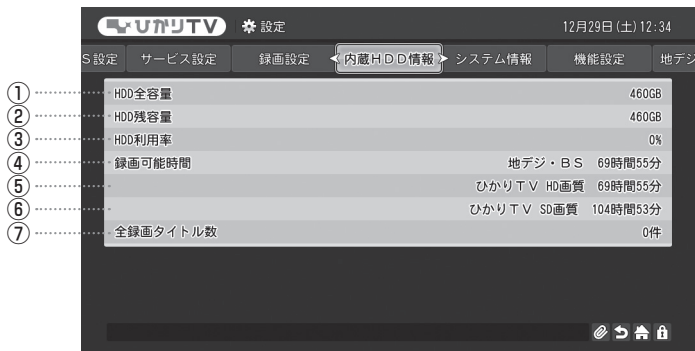 ひかりTV 設定 12月29日(土)12:34
S設定 サービス設定 録画設定 内蔵HDD情報 システム情報 機能設定 地デジ
① HDD全容量 460GB
② HDD残容量 460GB
③ HDD利用率 0%
④ 録画可能時間 地デジ・BS 69時間55分
⑤ ひかりTV HD画質 69時間55分
⑥ ひかりTV SD画質 104時間53分
⑦ 全録画タイトル数 0件